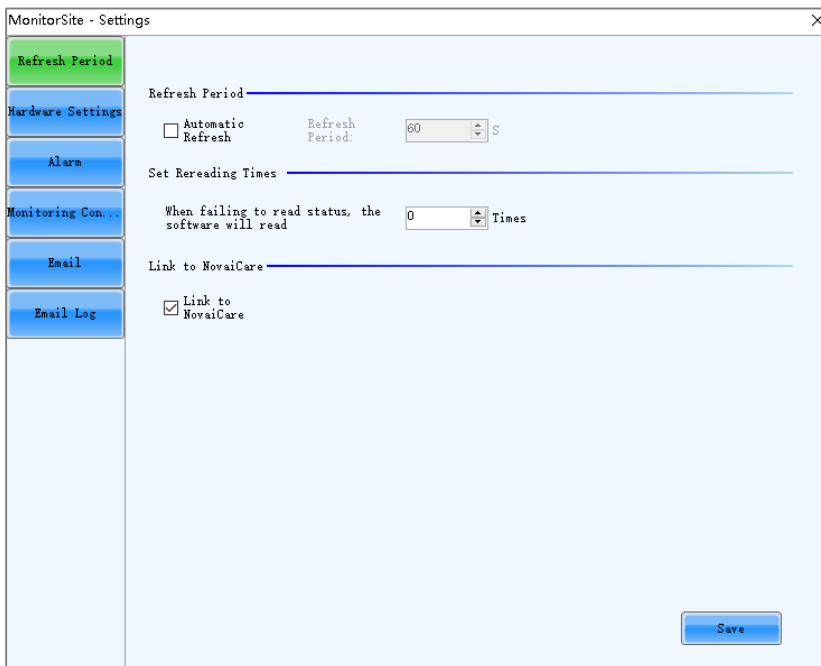 MonitorSite - Settings
Refresh Period
Hardware Settings
Alarm
Monitoring Con...
Email
Email Log
Refresh Period
Automatic
Refresh
Refresh
Period:
60
S
Set Rereading Times
When failing to read status, the
software will read
0
Times
Link to NovaiCare
Link to
NovaiCare
Save